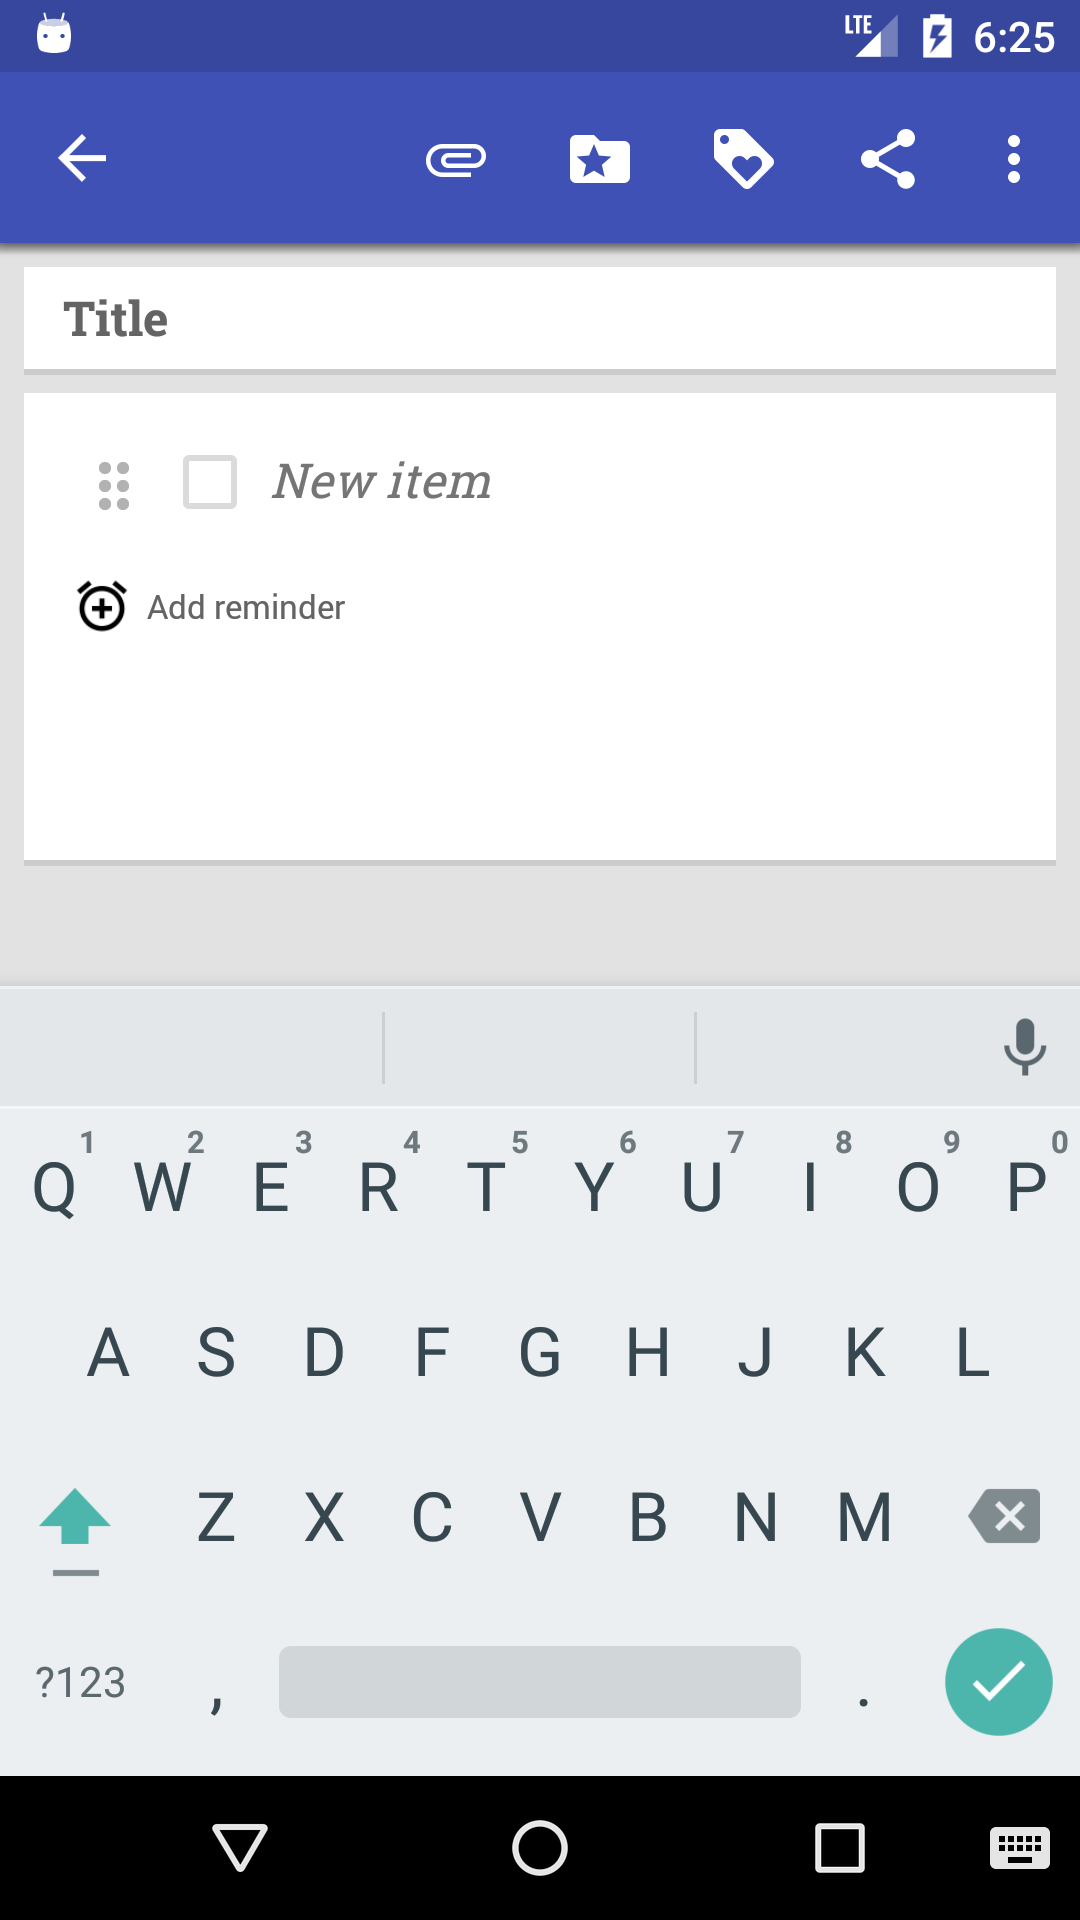 LTE 6:25
Title
New item
Add reminder
1 2 3 4 5 6 7 8 9 0
Q W E R T Y U I O P
A S D F G H J K L
Z X C V B N M
?123 , .